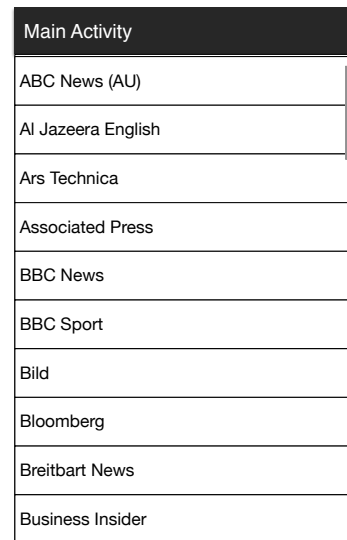 Main Activity
ABC News (AU)
Al Jazeera English
Ars Technica
Associated Press
BBC News
BBC Sport
Bild
Bloomberg
Breitbart News
Business Insider